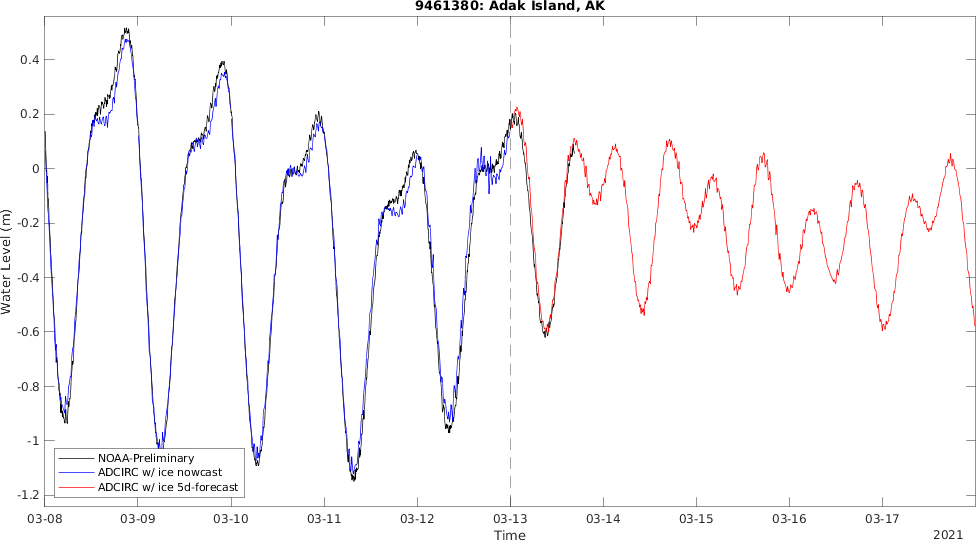 9461380: Adak Island, AK
Water Level (m)
0.4
0.2
0
-0.2
-0.4
-0.6
-0.8
-1
-1.2
NOAA-Preliminary
ADCIRC w/ ice nowcast
ADCIRC w/ ice 5d-forecast
03-08 03-09 03-10 03-11 03-12 03-13 03-14 03-15 03-16 03-17
Time
2021